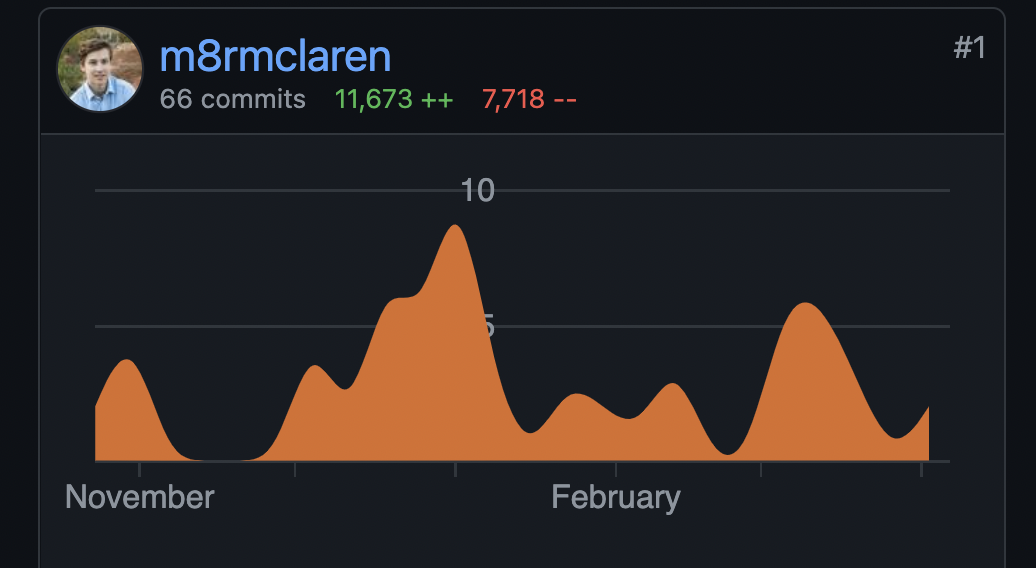 m8rmclaren
#1
66 commits 11,673 ++ 7,718 --
10
5
November February